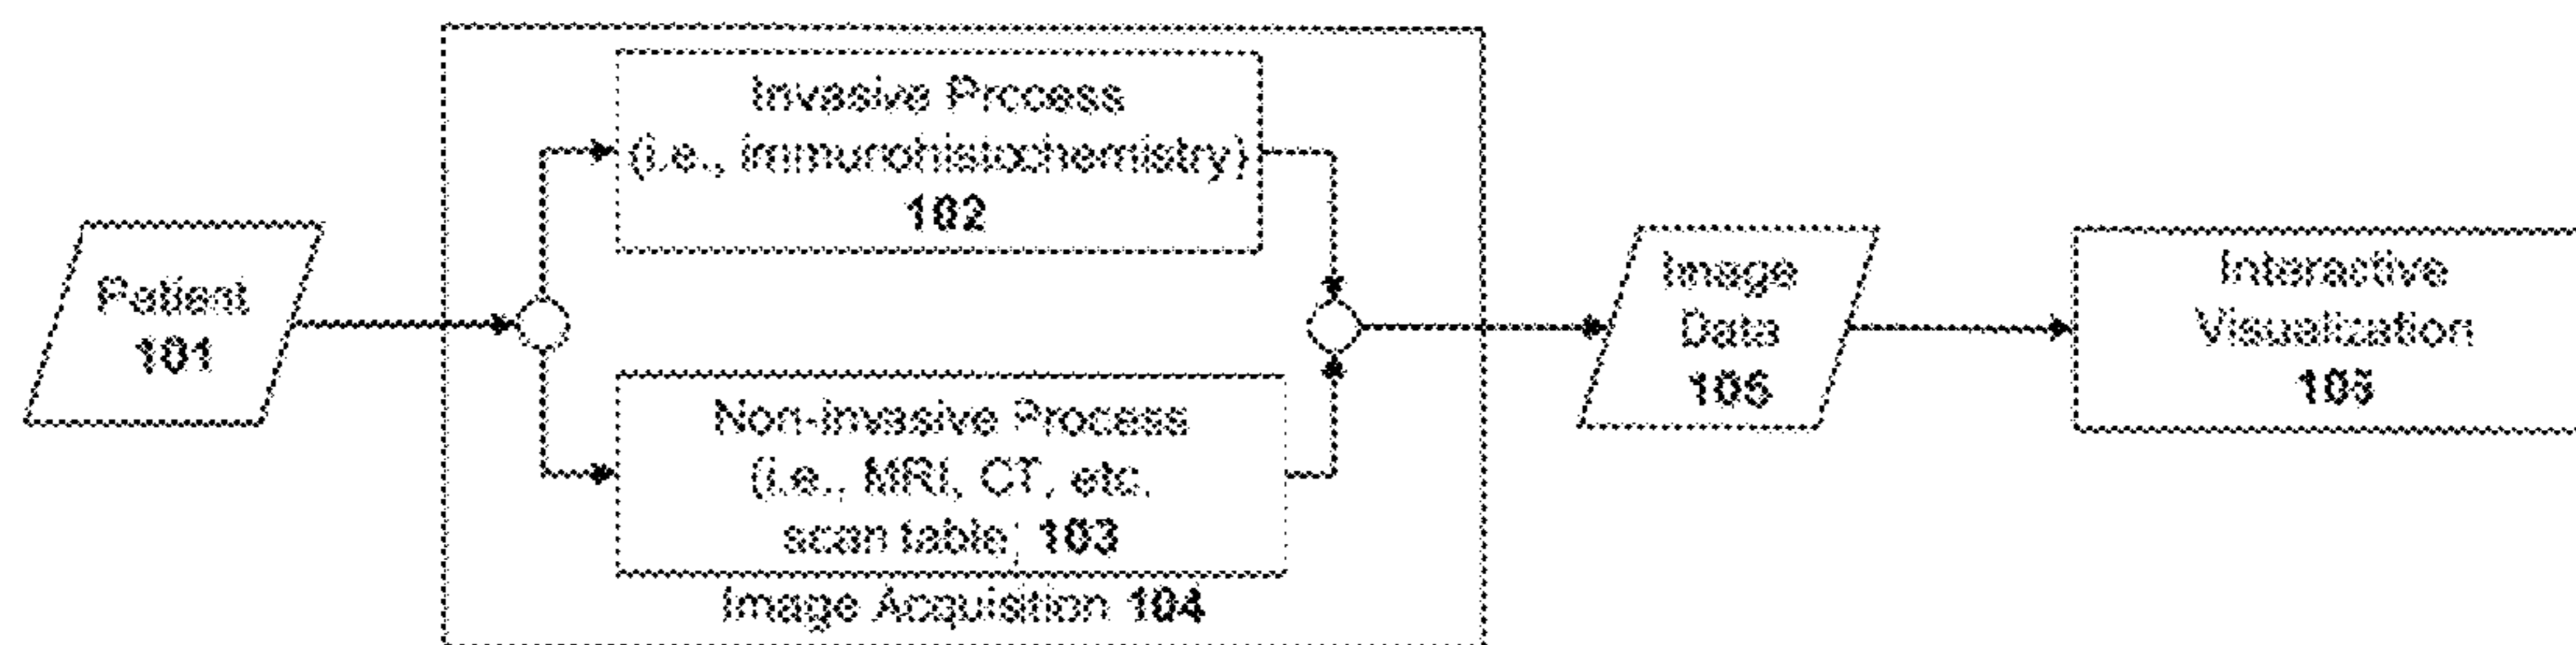 Patient
101
Invasive Process
(i.e., immunohistochemistry)
102
Non-invasive Process
(i.e., MRI, CT, etc.
scan table) 103
Image Acquisition 104
Image
Data
Interactive
Visualization